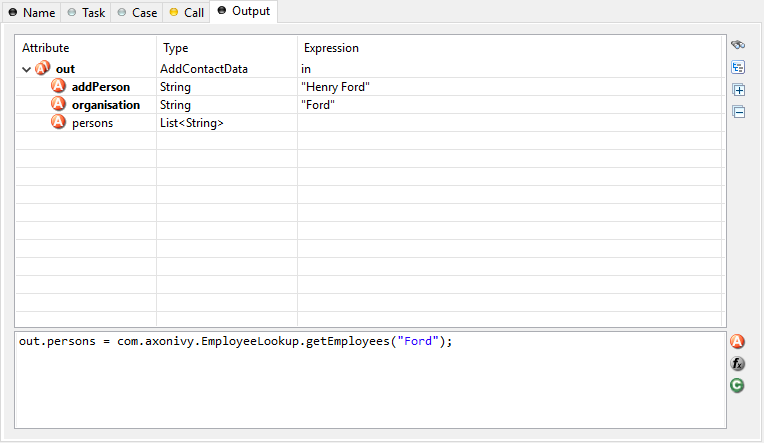 Name Task Case Call Output
Attribute Type Expression
out AddContactData in
addPerson String "Henry Ford"
organisation String "Ford"
persons List<String>
out.persons = com.axonivy.EmployeeLookup.getEmployees("Ford");